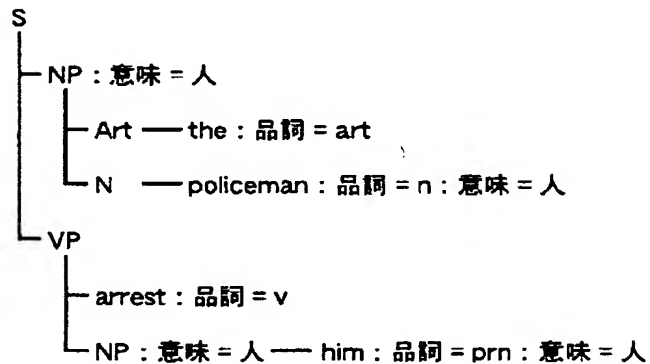 S
NP : 意味 = 人
Art — the : 品詞 = art
N — policeman : 品詞 = n : 意味 = 人
VP
arrest : 品詞 = v
NP : 意味 = 人 — him : 品詞 = prn : 意味 = 人